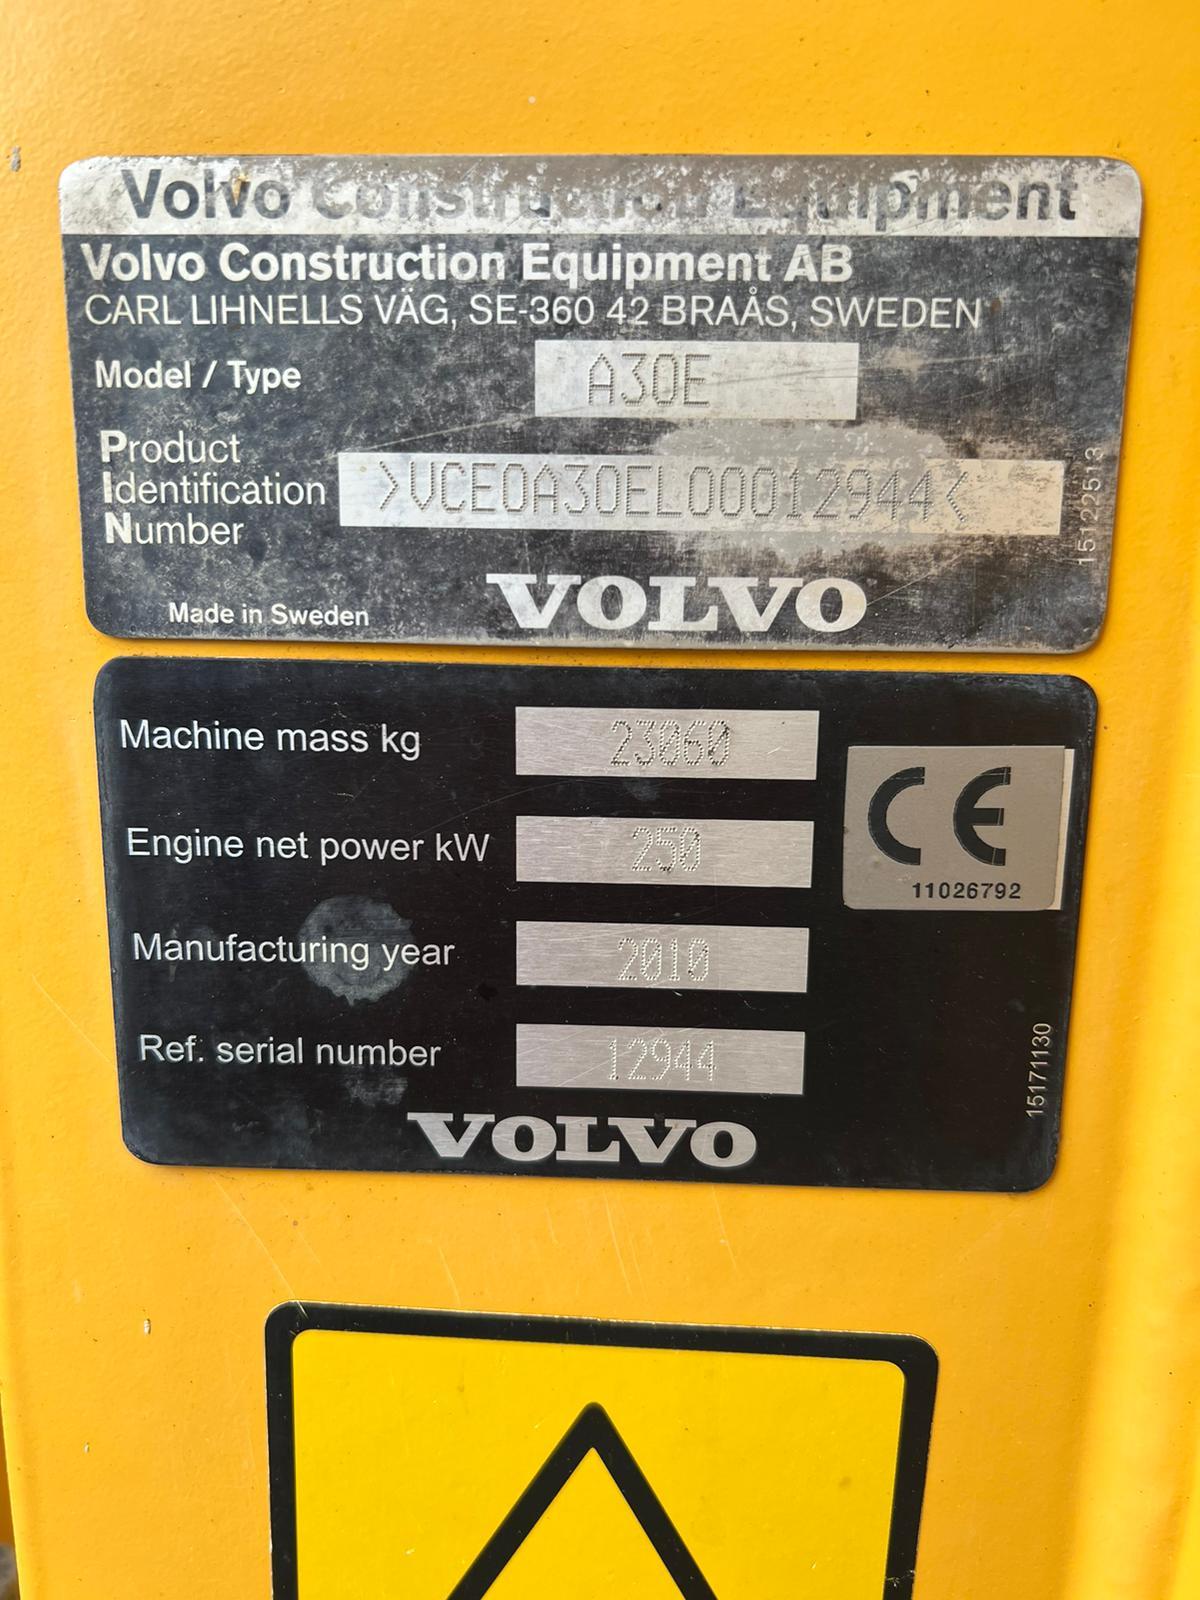 Volvo Construction Equipment
Volvo Construction Equipment AB
CARL LIHNELLS VÄG, SE-360 42 BRAÅS, SWEDEN
Model / Type A30E
Product
Identification >VCE0A30EL00012944<
Number
15122513
Made in Sweden VOLVO
Machine mass kg 23060
CE
Engine net power kW 250
11026792
Manufacturing year 2010
Ref. serial number 12944
15171130
VOLVO